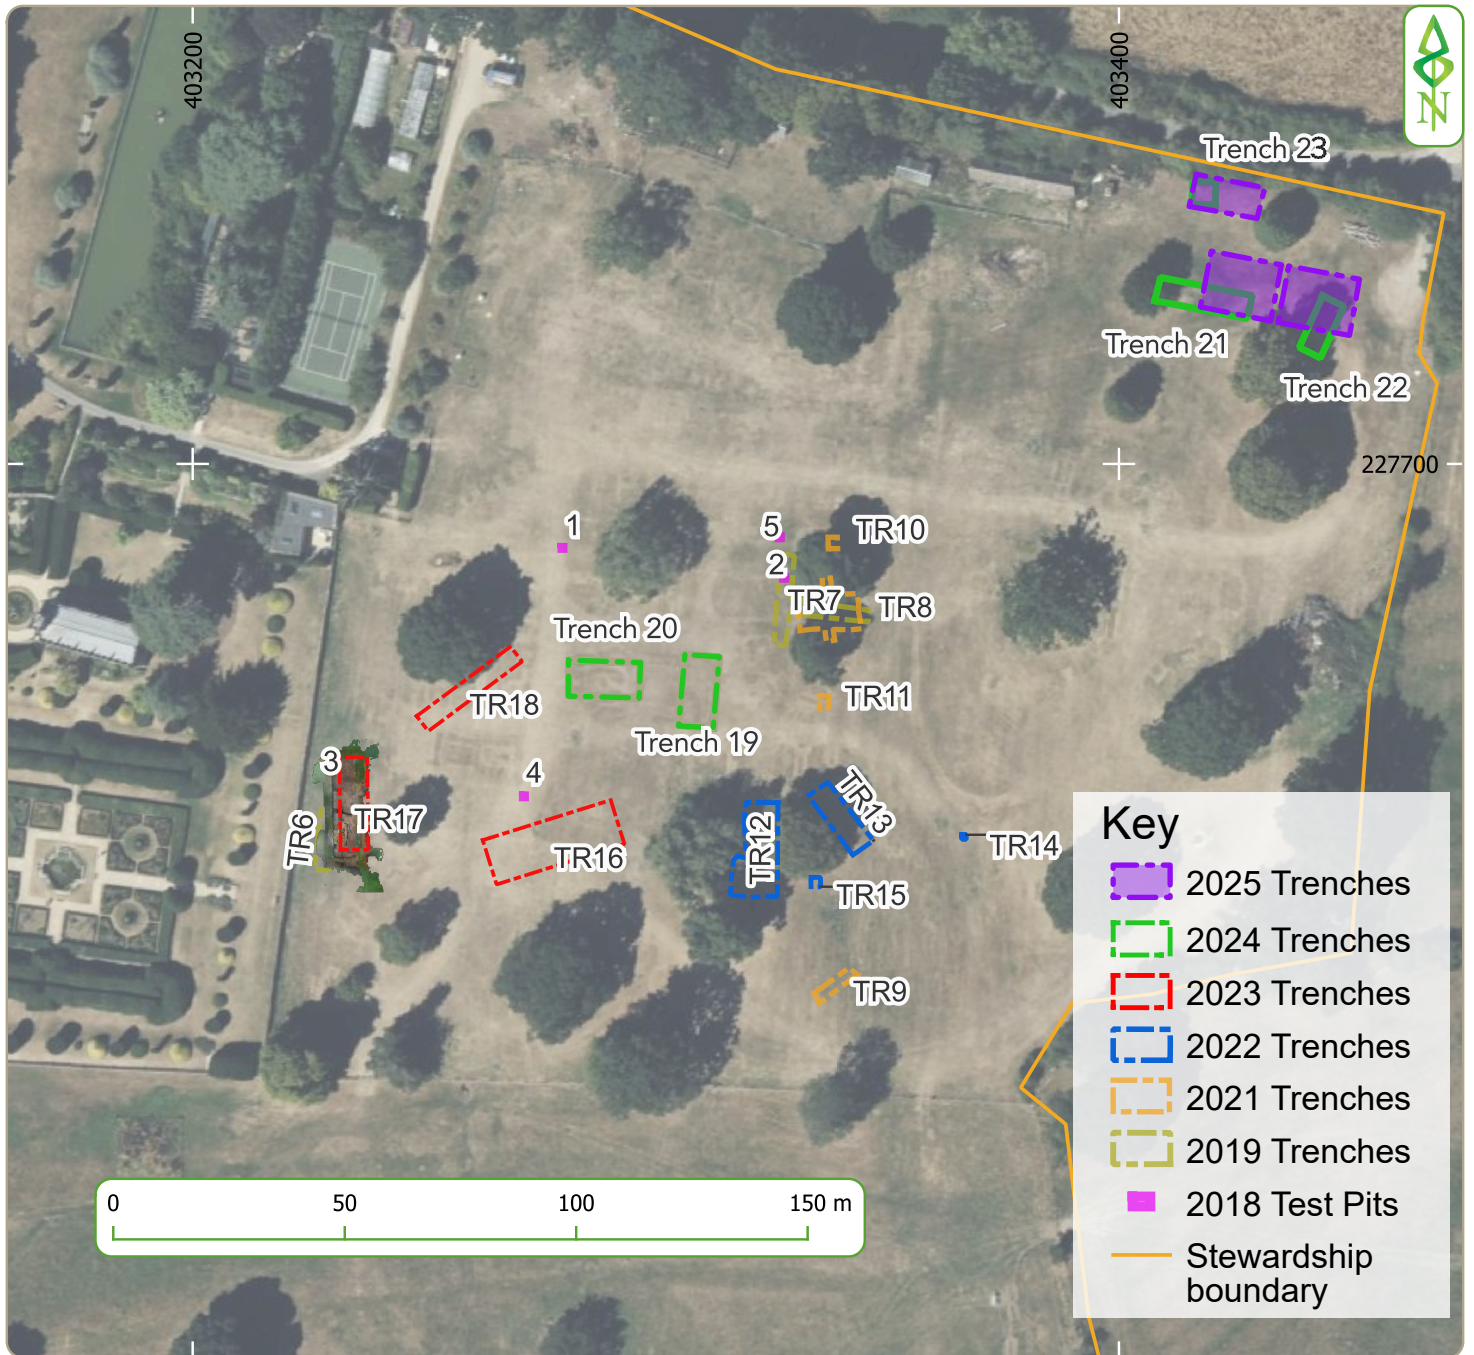 403200
403400
N
Trench 23
Trench 21
Trench 22
227700
1
5
TR10
2
TR7
TR8
Trench 20
TR18
TR11
Trench 19
3
4
TR13
TR6
TR17
TR12
TR14
TR16
TR15
TR9
Key
2025 Trenches
2024 Trenches
2023 Trenches
2022 Trenches
2021 Trenches
2019 Trenches
2018 Test Pits
Stewardship
boundary
0
50
100
150 m